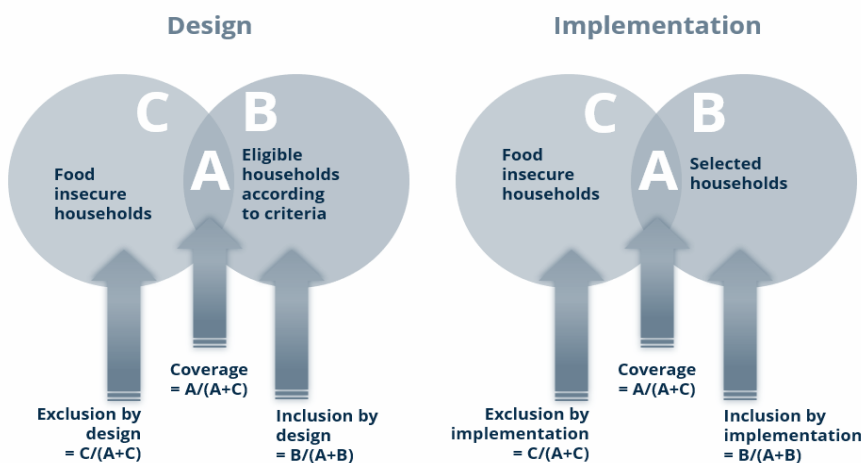 Design
C
B
A
Food
insecure
households
Eligible
households
according
to criteria
Coverage
= A/(A+C)
Exclusion by
design
= C/(A+C)
Inclusion by
design
= B/(A+B)
Implementation
C
B
A
Food
insecure
households
Selected
households
Coverage
= A/(A+C)
Exclusion by
implementation
= C/(A+C)
Inclusion by
implementation
= B/(A+B)